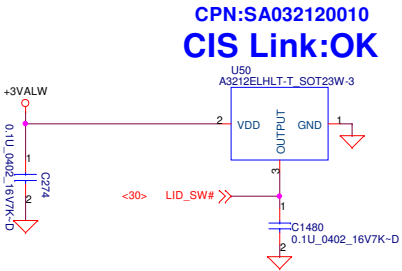 CPN:SA032120010
CIS Link:OK
U50
A3212ELHLT-T_SOT23W-3
+3VALW
2
VDD
OUTPUT
GND
1
3
1
C274
0.1U_0402_16V7K~D
2
<30>
LID_SW#
1
C1480
0.1U_0402_16V7K~D
2